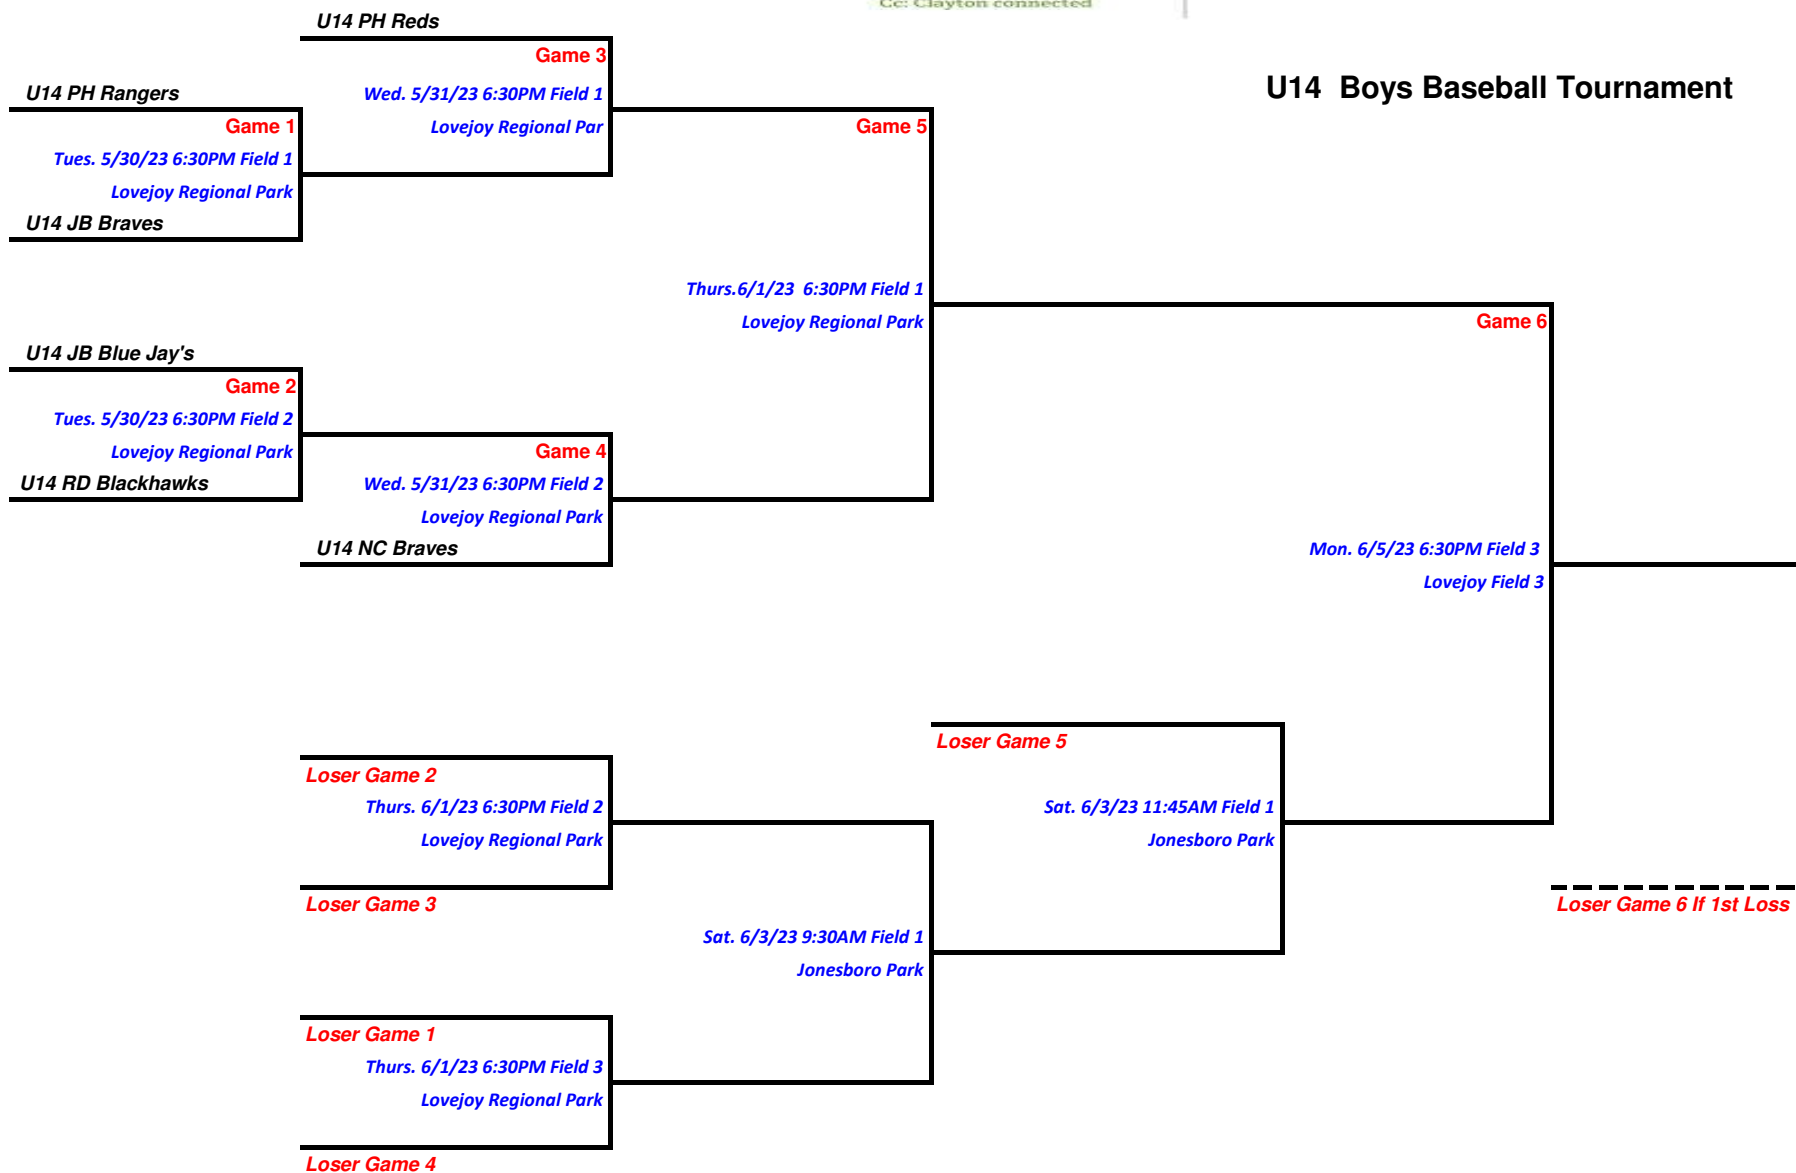 Cc: Clayton connected
U14 PH Reds
Game 3
U14 Boys Baseball Tournament
U14 PH Rangers
Wed. 5/31/23 6:30PM Field 1
Game 1
Lovejoy Regional Par
Game 5
Tues. 5/30/23 6:30PM Field 1
Lovejoy Regional Park
U14 JB Braves
Thurs.6/1/23 6:30PM Field 1
Lovejoy Regional Park
Game 6
U14 JB Blue Jay's
Game 2
Tues. 5/30/23 6:30PM Field 2
Lovejoy Regional Park
Game 4
U14 RD Blackhawks
Wed. 5/31/23 6:30PM Field 2
Lovejoy Regional Park
U14 NC Braves
Mon. 6/5/23 6:30PM Field 3
Lovejoy Field 3
Loser Game 5
Loser Game 2
Thurs. 6/1/23 6:30PM Field 2
Sat. 6/3/23 11:45AM Field 1
Lovejoy Regional Park
Jonesboro Park
Loser Game 3
Loser Game 6 If 1st Loss
Sat. 6/3/23 9:30AM Field 1
Jonesboro Park
Loser Game 1
Thurs. 6/1/23 6:30PM Field 3
Lovejoy Regional Park
Loser Game 4